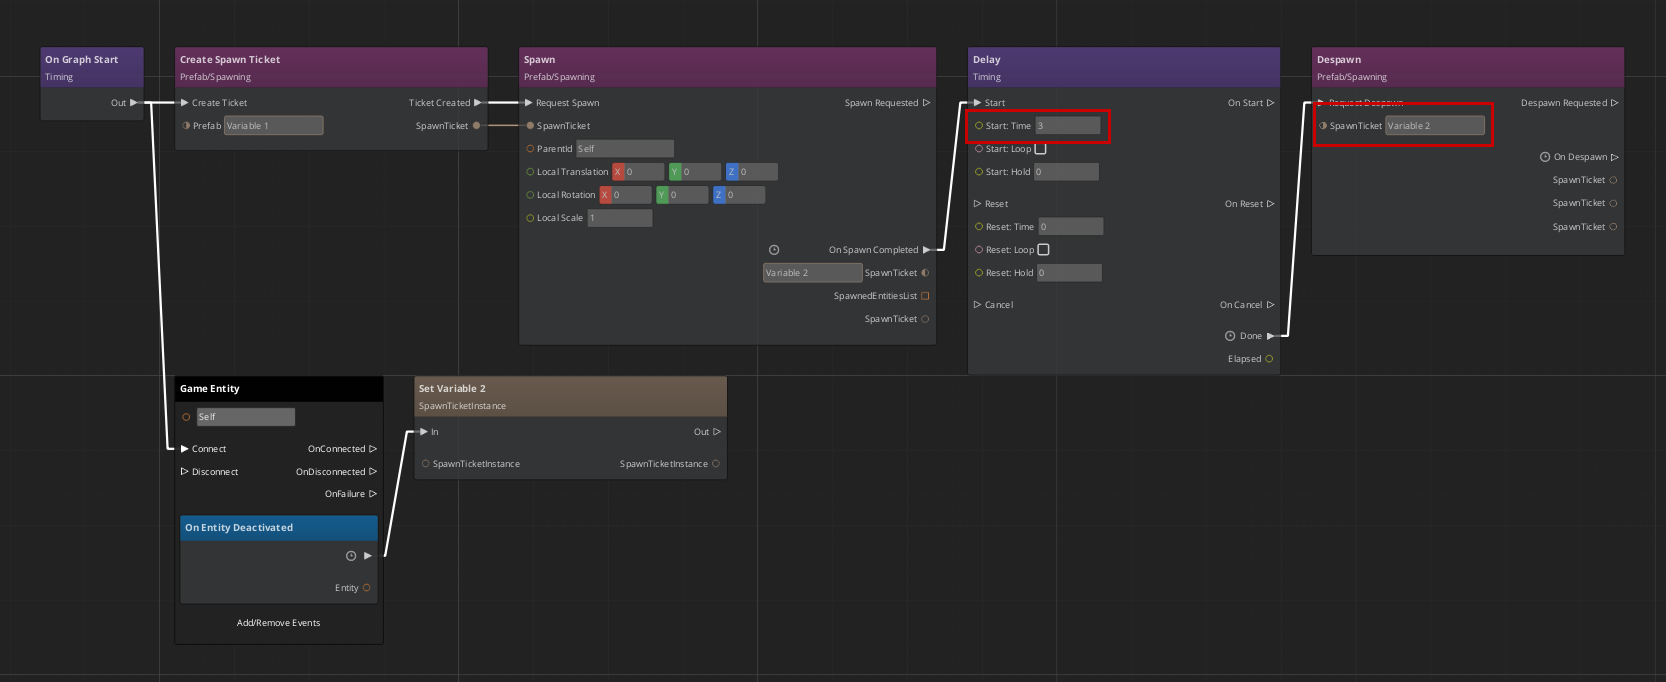 On Graph Start
Timing
Out
Create Spawn Ticket
Prefab/Spawning
Create Ticket
Ticket Created
Prefab
Variable 1
SpawnTicket
Spawn
Prefab/Spawning
Request Spawn
Spawn Requested
SpawnTicket
ParentId
Self
Local Translation
X 0
Y 0
Z 0
Local Rotation
X 0
Y 0
Z 0
Local Scale
1
On Spawn Completed
Variable 2
SpawnTicket
SpawnedEntitiesList
SpawnTicket
Delay
Timing
Start
On Start
Start: Time
3
Start: Loop
Start: Hold
0
Reset
On Reset
Reset: Time
0
Reset: Loop
Reset: Hold
0
Cancel
On Cancel
Done
Elapsed
Despawn
Prefab/Spawning
Request Despawn
Despawn Requested
SpawnTicket
Variable 2
On Despawn
SpawnTicket
SpawnTicket
SpawnTicket
Game Entity
Self
Connect
OnConnected
Disconnect
OnDisconnected
OnFailure
On Entity Deactivated
Entity
Add/Remove Events
Set Variable 2
SpawnTicketInstance
In
Out
SpawnTicketInstance
SpawnTicketInstance